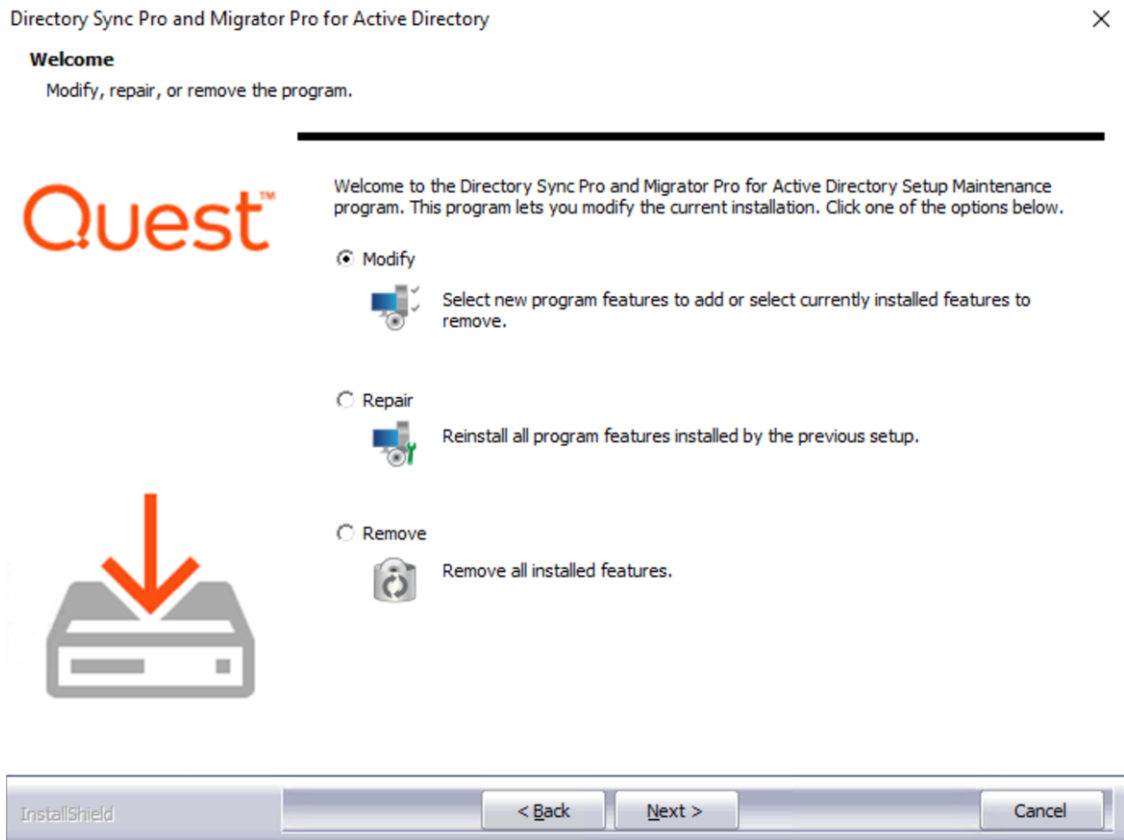 Directory Sync Pro and Migrator Pro for Active Directory
Welcome
Modify, repair, or remove the program.
Quest™
Welcome to the Directory Sync Pro and Migrator Pro for Active Directory Setup Maintenance
program. This program lets you modify the current installation. Click one of the options below.
Modify
Select new program features to add or select currently installed features to
remove.
Repair
Reinstall all program features installed by the previous setup.
Remove
Remove all installed features.
InstallShield
< Back
Next >
Cancel